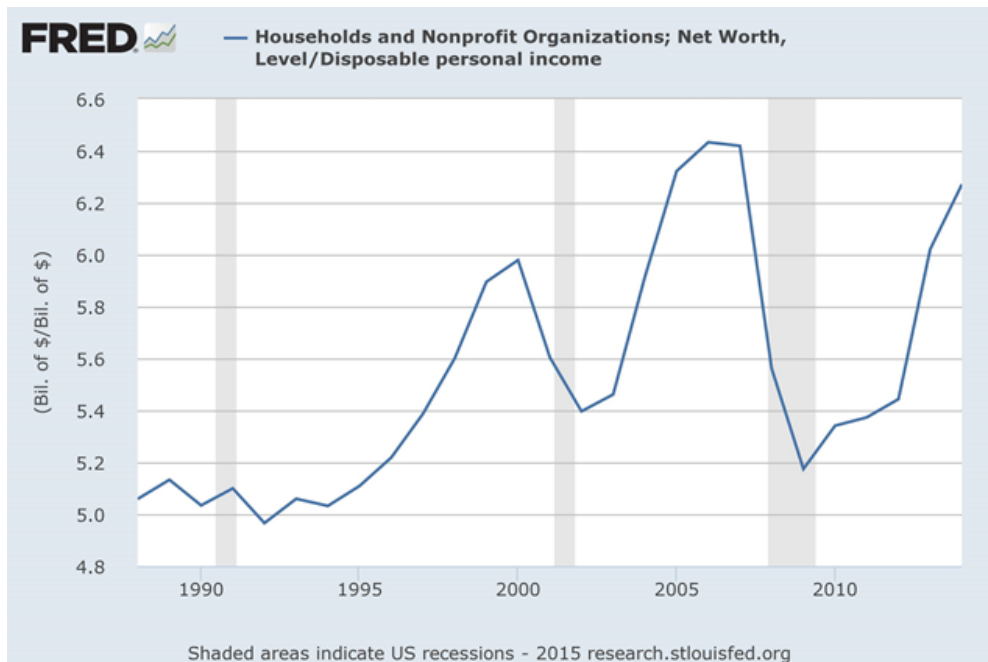 FRED
Households and Nonprofit Organizations; Net Worth,
Level/Disposable personal income
6.6
6.4
6.2
6.0
5.8
5.6
5.4
5.2
5.0
4.8
(Bil. of $/Bil. of $)
1990 1995 2000 2005 2010
Shaded areas indicate US recessions - 2015 research.stlouisfed.org